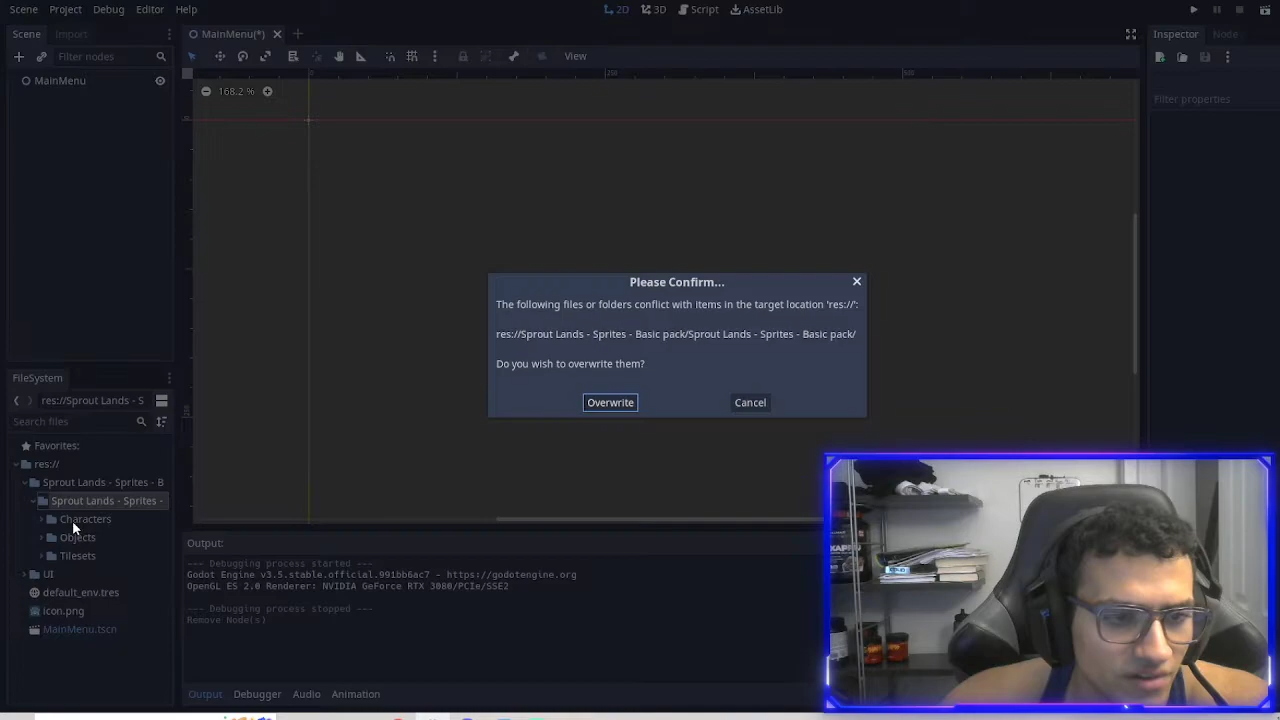 Scene Project Debug Editor Help
2D 3D Script AssetLib
Scene Import
MainMenu(*)
Inspector Node
Filter nodes
View
MainMenu
168.2 %
Filter properties
Please Confirm...
The following files or folders conflict with items in the target location 'res://':
res://Sprout Lands - Sprites - Basic pack/Sprout Lands - Sprites - Basic pack/
Do you wish to overwrite them?
Overwrite Cancel
FileSystem
res://Sprout Lands - S
Search files
Favorites:
res://
Sprout Lands - Sprites - B
Sprout Lands - Sprites -
Characters
Objects
Tilesets
UI
default_env.tres
icon.png
MainMenu.tscn
Output:
--- Debugging process started ---
Godot Engine v3.5.stable.official.991bb6ac7 - https://godotengine.org
OpenGL ES 2.0 Renderer: NVIDIA GeForce RTX 3080/PCIe/SSE2
--- Debugging process stopped ---
Remove Node(s)
Output Debugger Audio Animation